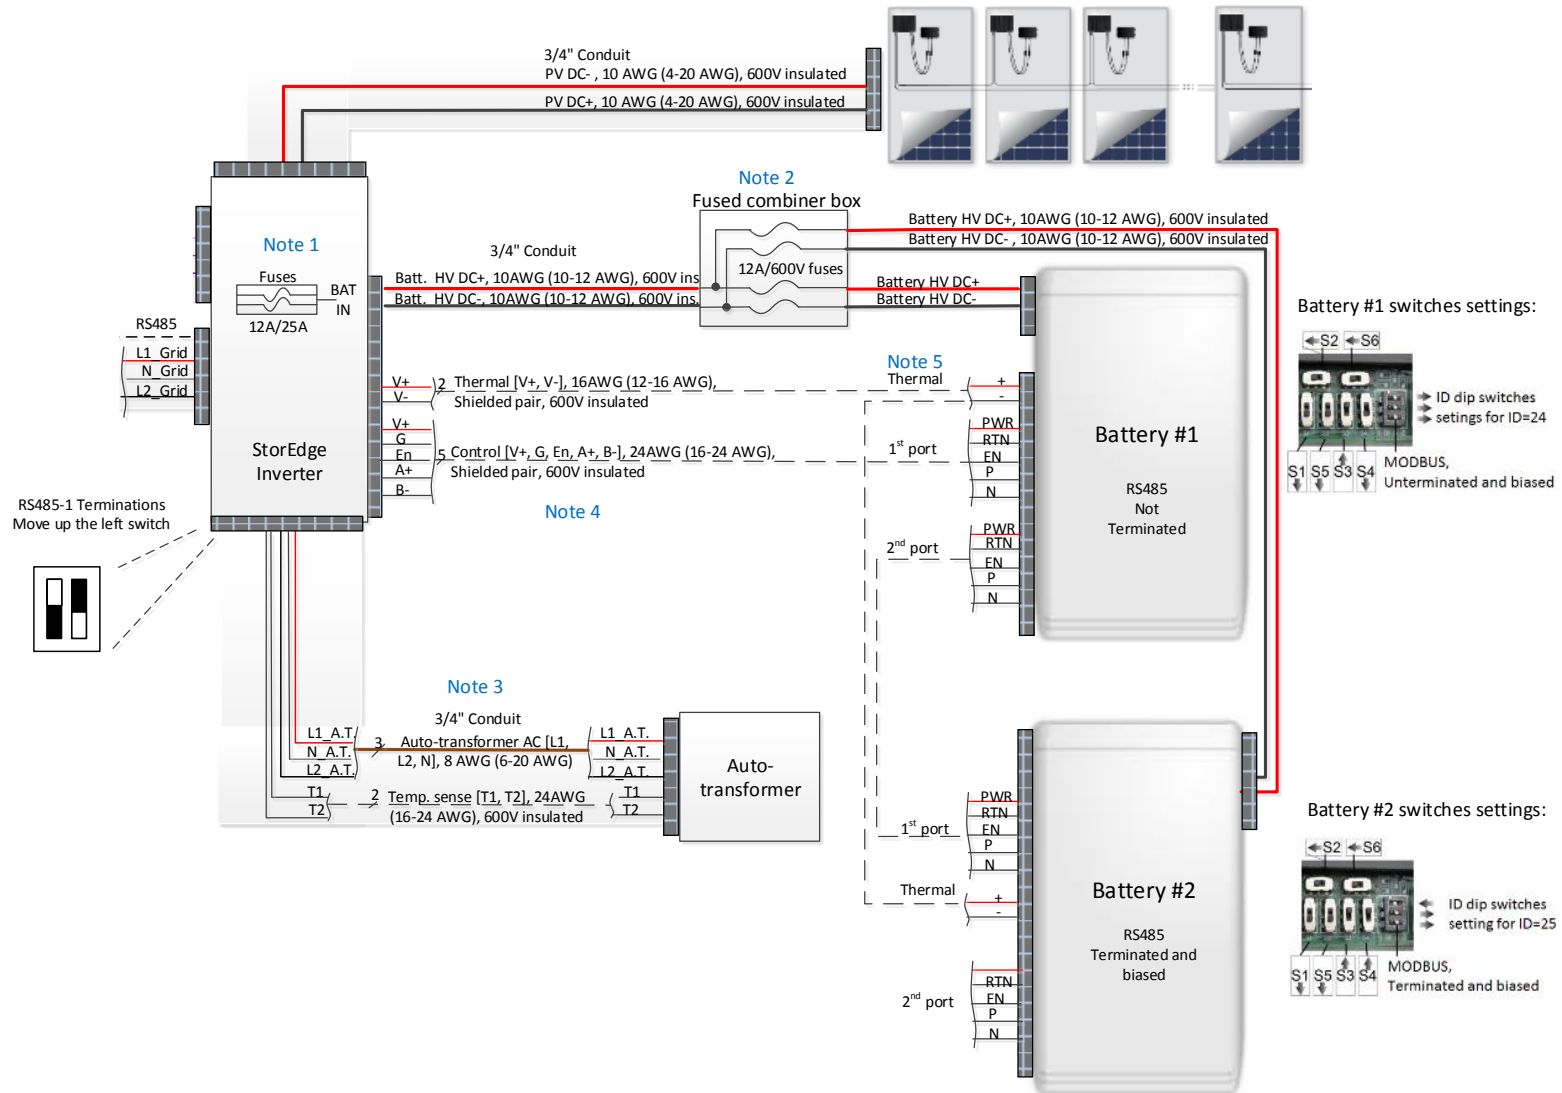 3/4" Conduit
PV DC- , 10 AWG (4-20 AWG), 600V insulated
PV DC+, 10 AWG (4-20 AWG), 600V insulated
Note 1
Fuses
BAT
IN
12A/25A
StorEdge
Inverter
RS485
L1_Grid
N_Grid
L2_Grid
RS485-1 Terminations
Move up the left switch
Note 2
Fused combiner box
12A/600V fuses
3/4" Conduit
Batt. HV DC+, 10AWG (10-12 AWG), 600V ins
Batt. HV DC-, 10AWG (10-12 AWG), 600V ins.
Battery HV DC+, 10AWG (10-12 AWG), 600V insulated
Battery HV DC- , 10AWG (10-12 AWG), 600V insulated
Battery HV DC+
Battery HV DC-
V+
V-
2
Thermal [V+, V-], 16AWG (12-16 AWG),
Shielded pair, 600V insulated
V+
G
En
A+
B-
5
Control [V+, G, En, A+, B-], 24AWG (16-24 AWG),
Shielded pair, 600V insulated
Note 4
Note 5
Thermal
+
-
1st port
PWR
RTN
EN
P
N
2nd port
PWR
RTN
EN
P
N
Battery #1
RS485
Not
Terminated
Battery #1 switches settings:
S2
S6
ID dip switches
setings for ID=24
S1
S5
S3
S4
MODBUS,
Unterminated and biased
Note 3
3/4" Conduit
L1_A.T.
N_A.T.
L2_A.T.
3
Auto-transformer AC [L1,
L2, N], 8 AWG (6-20 AWG)
L1_A.T.
N_A.T.
L2_A.T.
T1
T2
2
Temp. sense [T1, T2], 24AWG
(16-24 AWG), 600V insulated
T1
T2
Auto-
transformer
1st port
PWR
RTN
EN
P
N
Thermal
+
-
2nd port
RTN
EN
P
N
Battery #2
RS485
Terminated and
biased
Battery #2 switches settings:
S2
S6
ID dip switches
setting for ID=25
S1
S5
S3
S4
MODBUS,
Terminated and biased